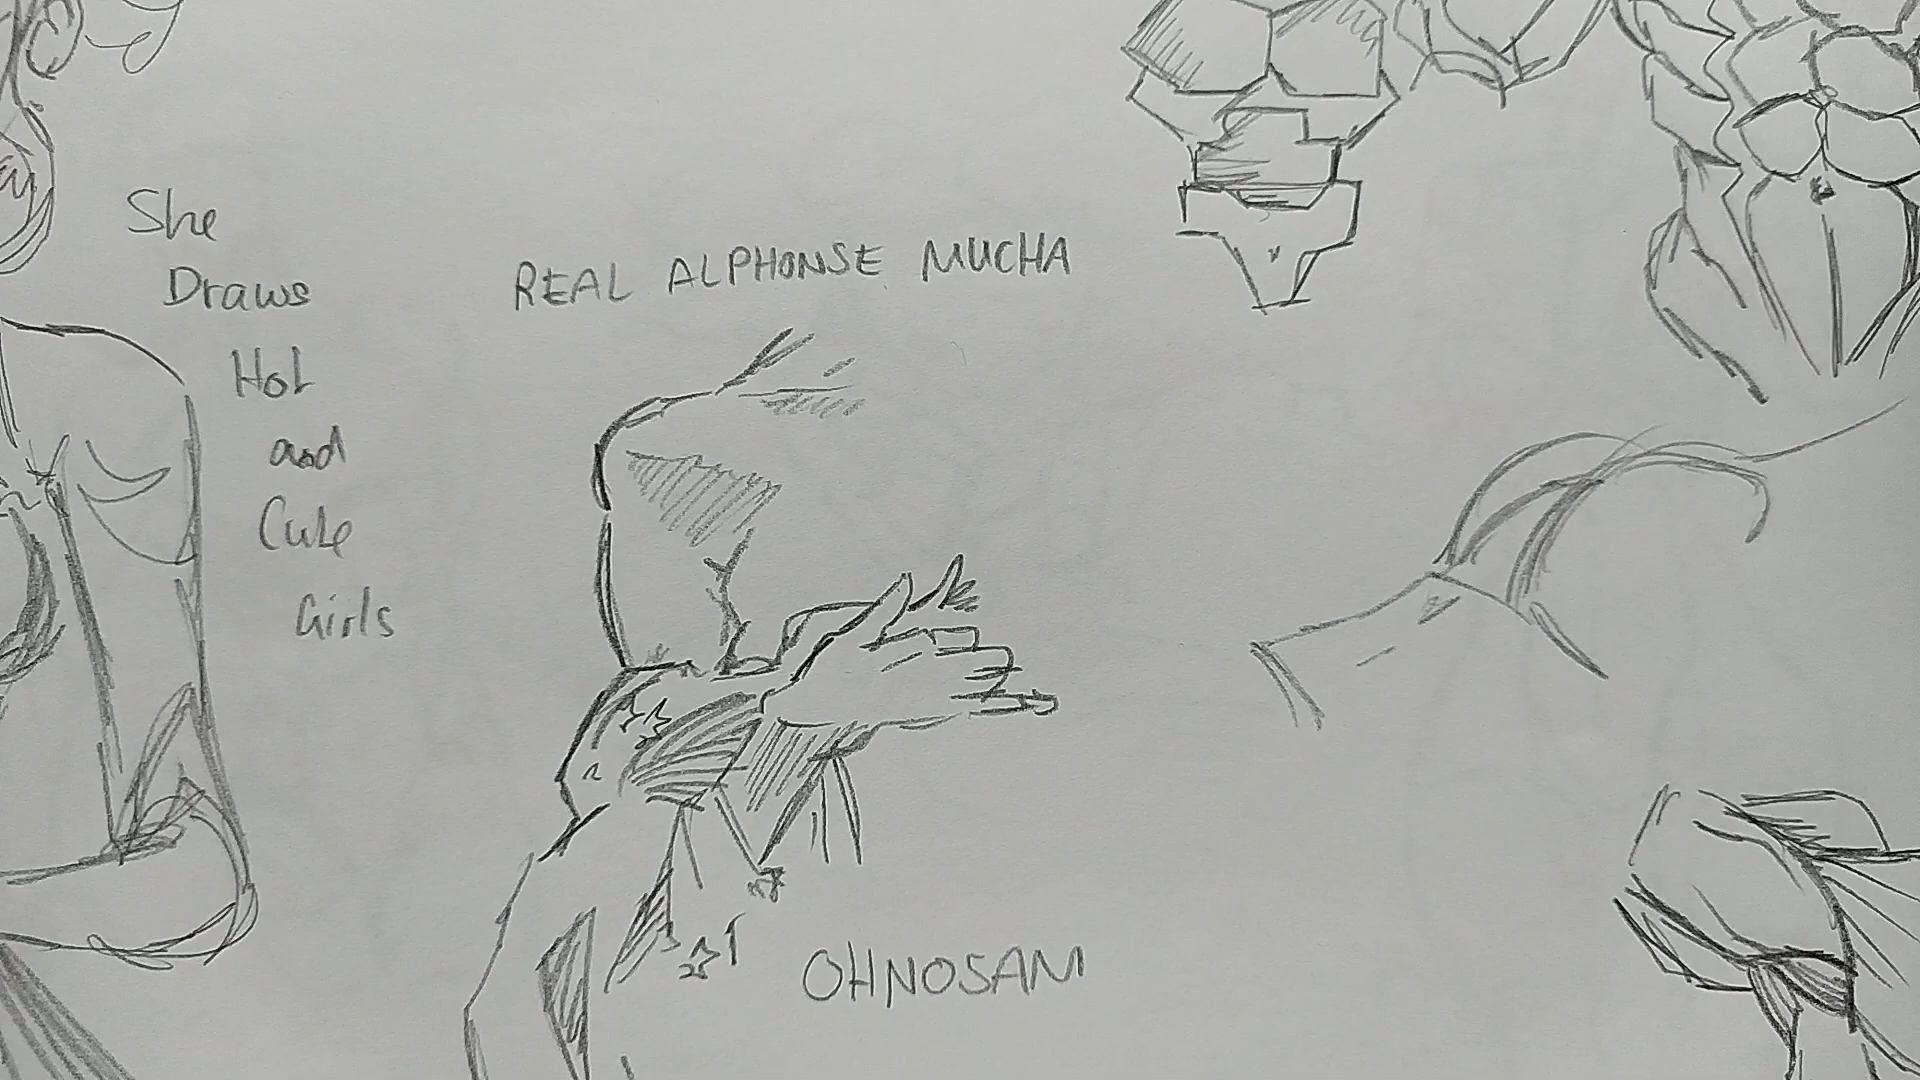 She
Draws
Hot
and
Cute
Girls
REAL ALPHONSE MUCHA
OHNOSAM